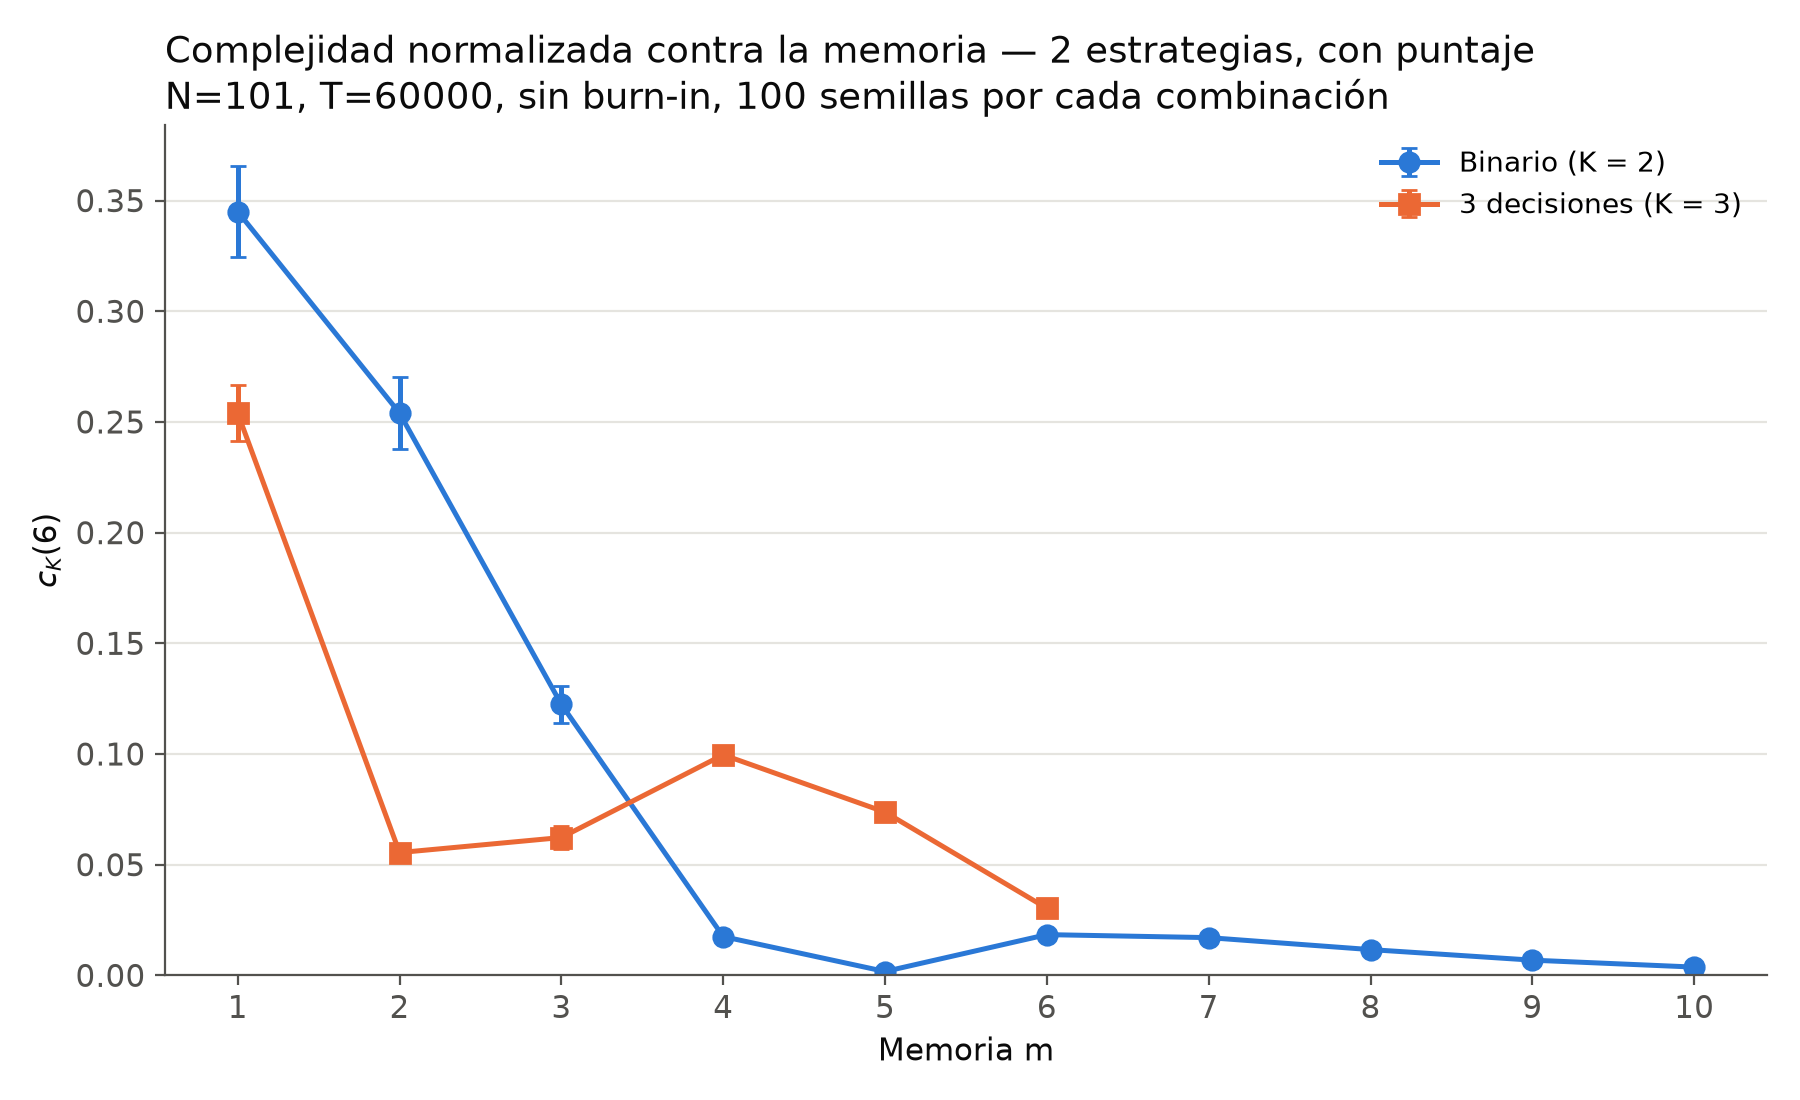 Complejidad normalizada contra la memoria — 2 estrategias, con puntaje
N=101, T=60000, sin burn-in, 100 semillas por cada combinación
Binario (K = 2)
3 decisiones (K = 3)
0.35
0.30
0.25
0.20
0.15
0.10
0.05
0.00
c_K(6)
1 2 3 4 5 6 7 8 9 10
Memoria m